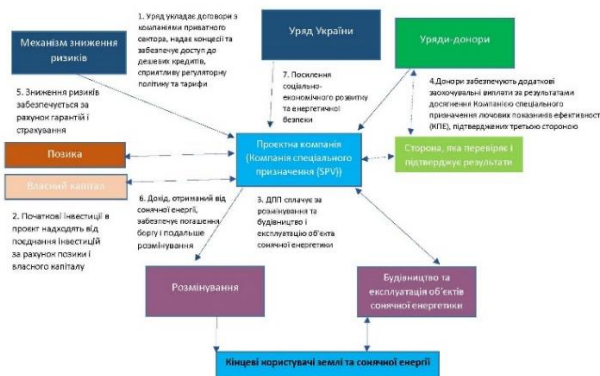 Механізм зниження
ризиків
1. Уряд укладає договори з
компаніями приватного
сектора, надає концесії та
забезпечує доступ до
дешевих кредитів,
сприятливу регуляторну
політику та тарифи
Уряд України
Уряди-донори
5. Зниження ризиків
забезпечується за
рахунок гарантій і
страхування
7. Посилення
соціально-
економічного розвитку
та енергетичної
безпеки
4.Донори забезпечують додаткові
заохочувальні виплати за результатами
досягнення Компанією спеціального
призначення ключових показників ефективності
(КПЕ), підтверджених третьою стороною
Позика
Власний капітал
Проектна компанія
(Компанія спеціального
призначення (SPV))
Сторона, яка перевіряє і
підтверджує результати
2. Початкові інвестиції в
проект надходять від
поєднання інвестицій
за рахунок позики і
власного капіталу
6. Дохід, отриманий від
сонячної енергії,
забезпечує погашення
боргу і подальше
розмінування
3. ДПП сплачує за
розмінування та
будівництво і
експлуатацію об'єкта
сонячної енергетики
Розмінування
Будівництво та
експлуатація об'єктів
сонячної енергетики
Кінцеві користувачі землі та сонячної енергії